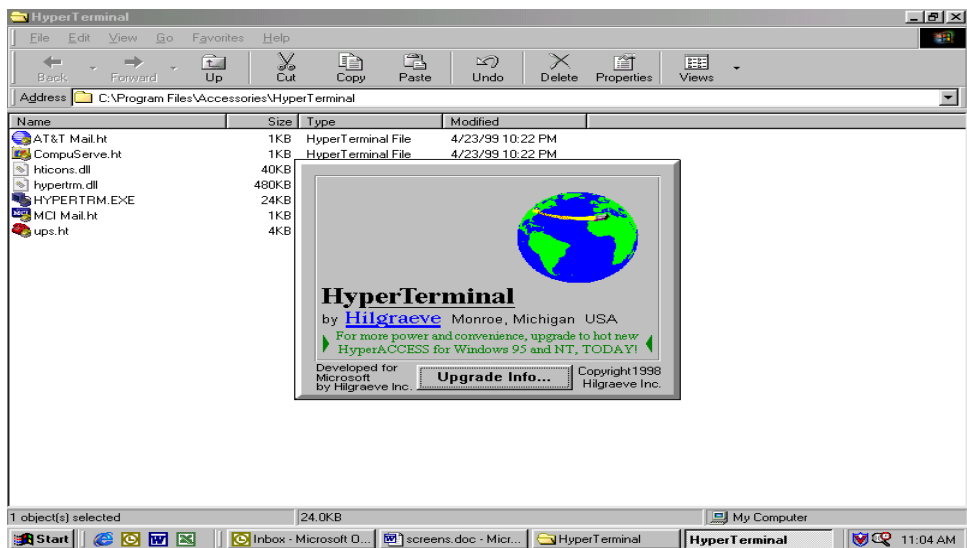 HyperTerminal
File Edit View Go Favorites Help
Back Forward Up Cut Copy Paste Undo Delete Properties Views
Address C:\Program Files\Accessories\HyperTerminal
Name Size Type Modified
AT&T Mail.ht 1KB HyperTerminal File 4/23/99 10:22 PM
CompuServe.ht 1KB HyperTerminal File 4/23/99 10:22 PM
hticons.dll 40KB
hypertrm.dll 480KB
HYPERTRM.EXE 24KB
MCI Mail.ht 1KB
ups.ht 4KB
HyperTerminal
by Hilgraeve Monroe, Michigan USA
For more power and convenience, upgrade to hot new
HyperACCESS for Windows 95 and NT, TODAY!
Developed for
Microsoft
by Hilgraeve Inc.
Upgrade Info...
Copyright 1998
Hilgraeve Inc.
1 object(s) selected 24.0KB My Computer
Start Inbox - Microsoft O... screens.doc - Micr... HyperTerminal HyperTerminal 11:04 AM